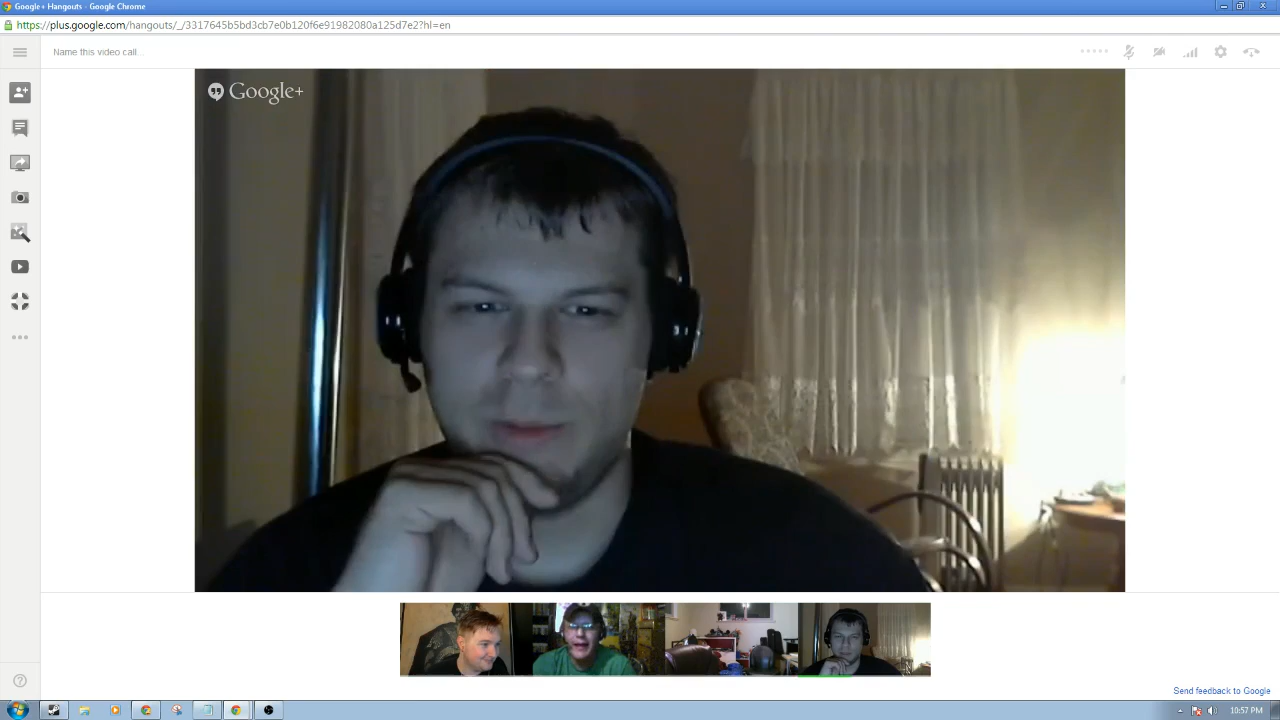 Google+ Hangouts - Google Chrome
https://plus.google.com/hangouts/_/3317645b5bd3cb7e0b120f6e91982080a125d7e2?hl=en
Name this video call...
Google+
Send feedback to Google
10:57 PM